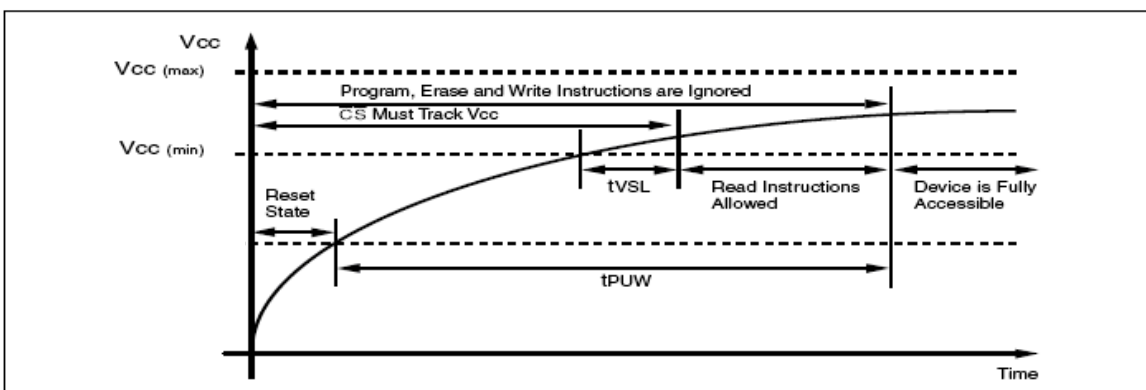 Vcc
Vcc (max)
Program, Erase and Write Instructions are Ignored
CS Must Track Vcc
Vcc (min)
tVSL
Read Instructions
Allowed
Device is Fully
Accessible
Reset
State
tPUW
Time